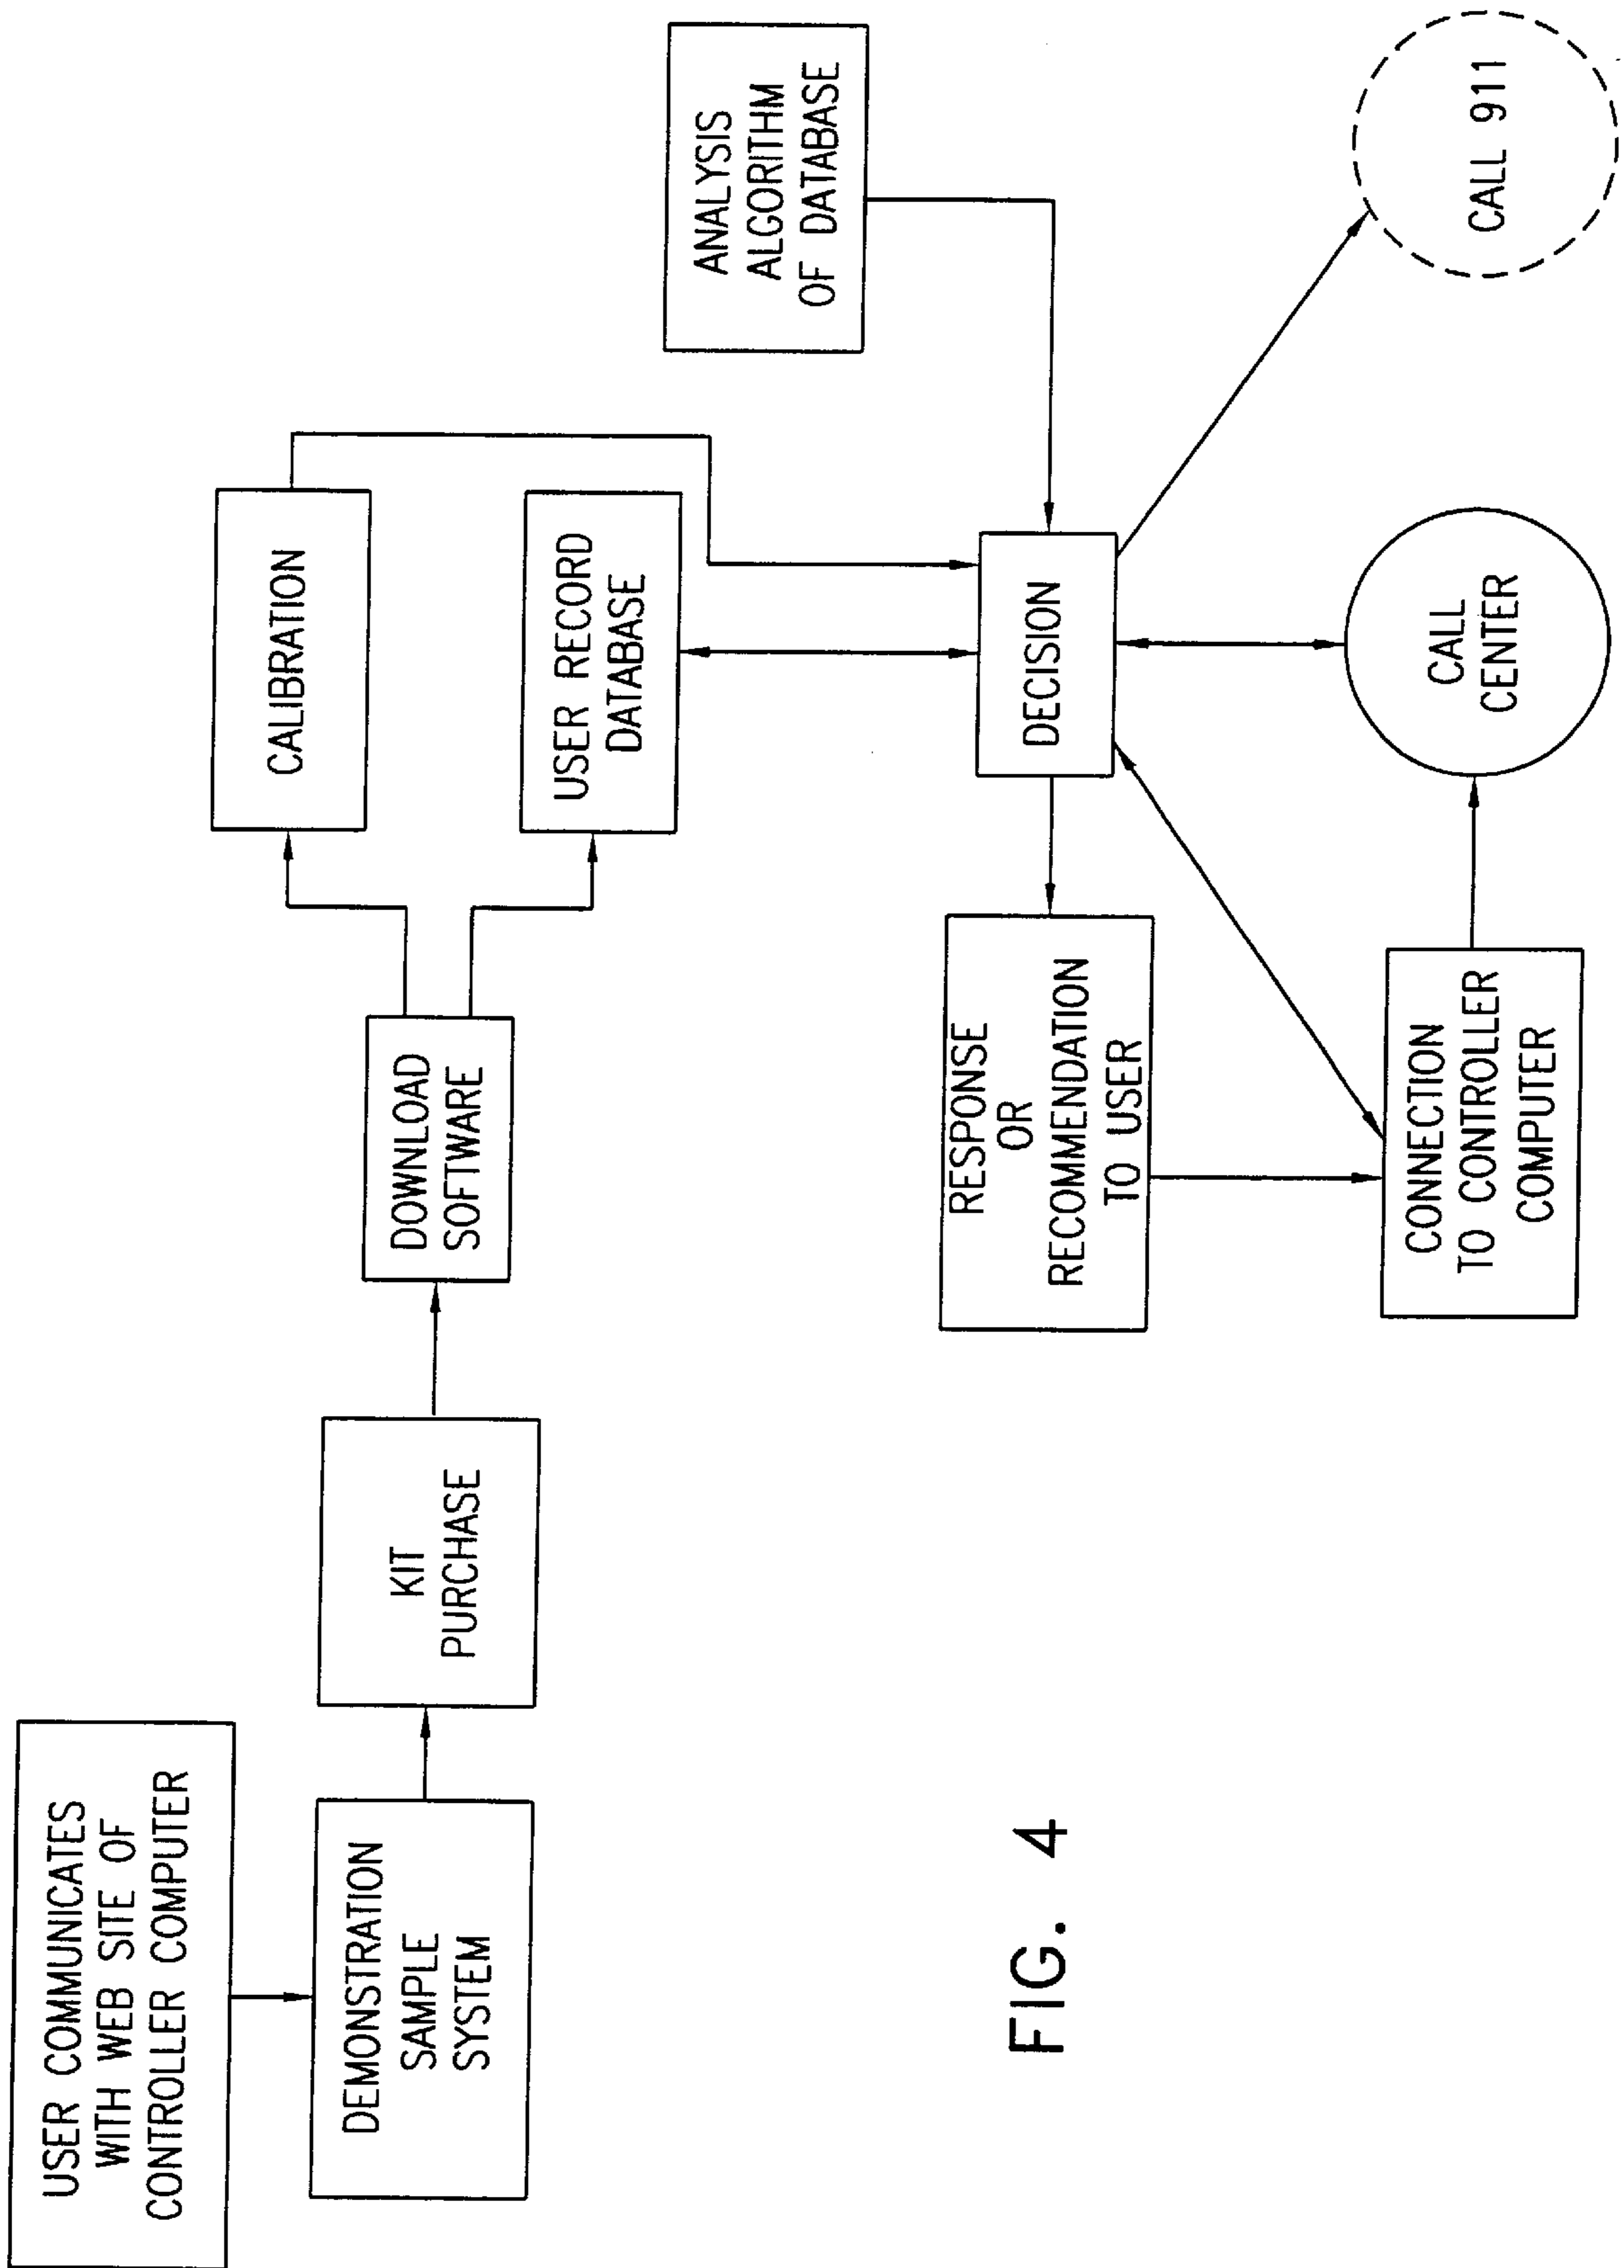 USER COMMUNICATES
WITH WEB SITE OF
CONTROLLER COMPUTER
DEMONSTRATION
SAMPLE
SYSTEM
KIT
PURCHASE
DOWNLOAD
SOFTWARE
CALIBRATION
USER RECORD
DATABASE
ANALYSIS
ALGORITHM
OF DATABASE
DECISION
RESPONSE
OR
RECOMMENDATION
TO USER
CONNECTION
TO CONTROLLER
COMPUTER
CALL
CENTER
CALL 911
FIG. 4